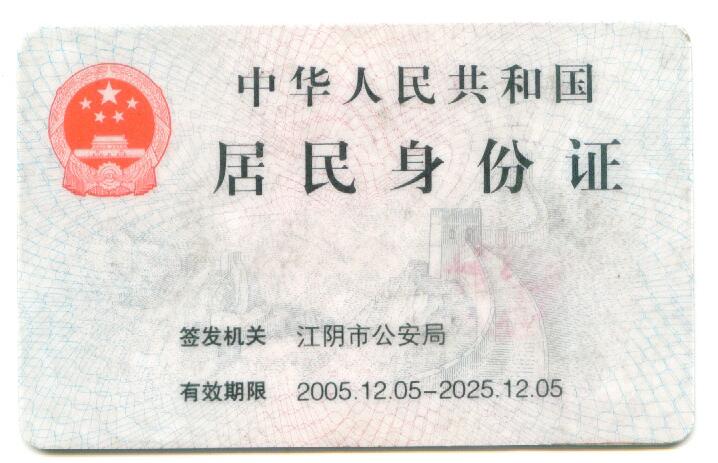 中华人民共和国
居民身份证
签发机关 江阴市公安局
有效期限 2005.12.05-2025.12.05